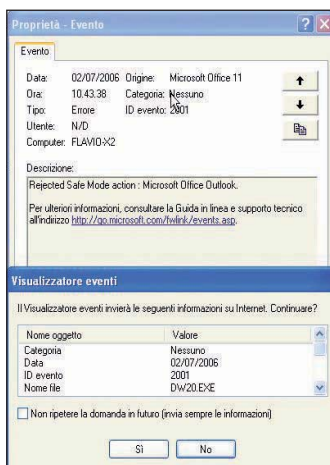 Proprietà - Evento
Evento
Data: 02/07/2006 Origine: Microsoft Office 11
Ora: 10.43.38 Categoria: Nessuno
Tipo: Errore ID evento: 2001
Utente: N/D
Computer: FLAVIO-X2
Descrizione:
Rejected Safe Mode action : Microsoft Office Outlook.
Per ulteriori informazioni, consultare la Guida in linea e supporto tecnico
all'indirizzo http://go.microsoft.com/fwlink/events.asp.
Visualizzatore eventi
Il Visualizzatore eventi invierà le seguenti informazioni su Internet. Continuare?
Nome oggetto Valore
Categoria Nessuno
Data 02/07/2006
ID evento 2001
Nome file DW20.EXE
Non ripetere la domanda in futuro (invia sempre le informazioni)
Sì No